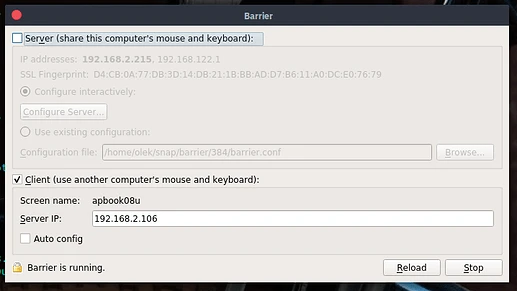 Barrier
Server (share this computer's mouse and keyboard):
IP addresses: 192.168.2.215, 192.168.122.1
SSL Fingerprint: D4:CB:0A:77:DB:3D:14:DB:21:1B:BB:AD:D7:B6:11:A0:DC:E0:76:79
Configure interactively:
Configure Server...
Use existing configuration:
Configuration file: /home/olek/snap/barrier/384/barrier.conf Browse...
Client (use another computer's mouse and keyboard):
Screen name: apbook08u
Server IP: 192.168.2.106
Auto config
Barrier is running. Reload Stop